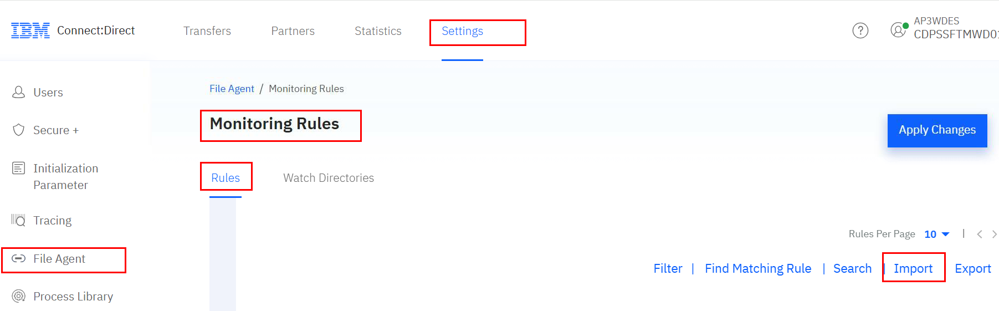 IBM Connect:Direct Transfers Partners Statistics Settings ? AP3WDES
CDPSSFTMWD01
Users
Secure +
Initialization
Parameter
Tracing
File Agent
Process Library
File Agent / Monitoring Rules
Monitoring Rules
Apply Changes
Rules Watch Directories
Rules Per Page 10 | < >
Filter | Find Matching Rule | Search | Import Export